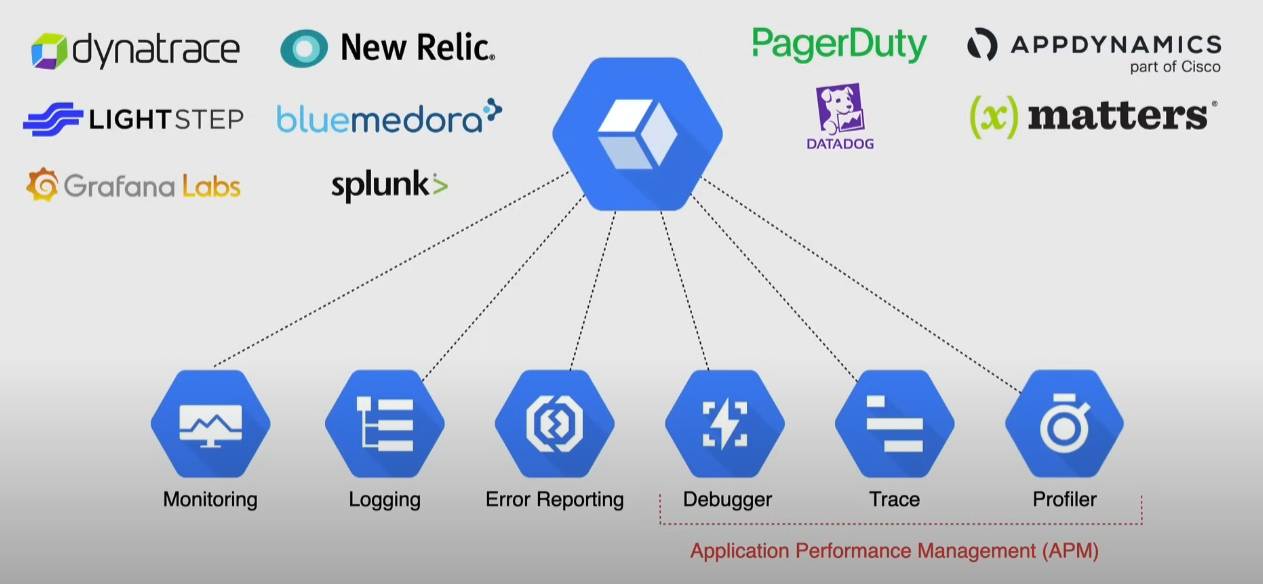 dynatrace
New Relic®
PagerDuty
APPDYNAMICS
part of Cisco
LIGHTSTEP
bluemedora
DATADOG
(x) matters®
Grafana Labs
splunk>
Monitoring
Logging
Error Reporting
Debugger
Trace
Profiler
Application Performance Management (APM)